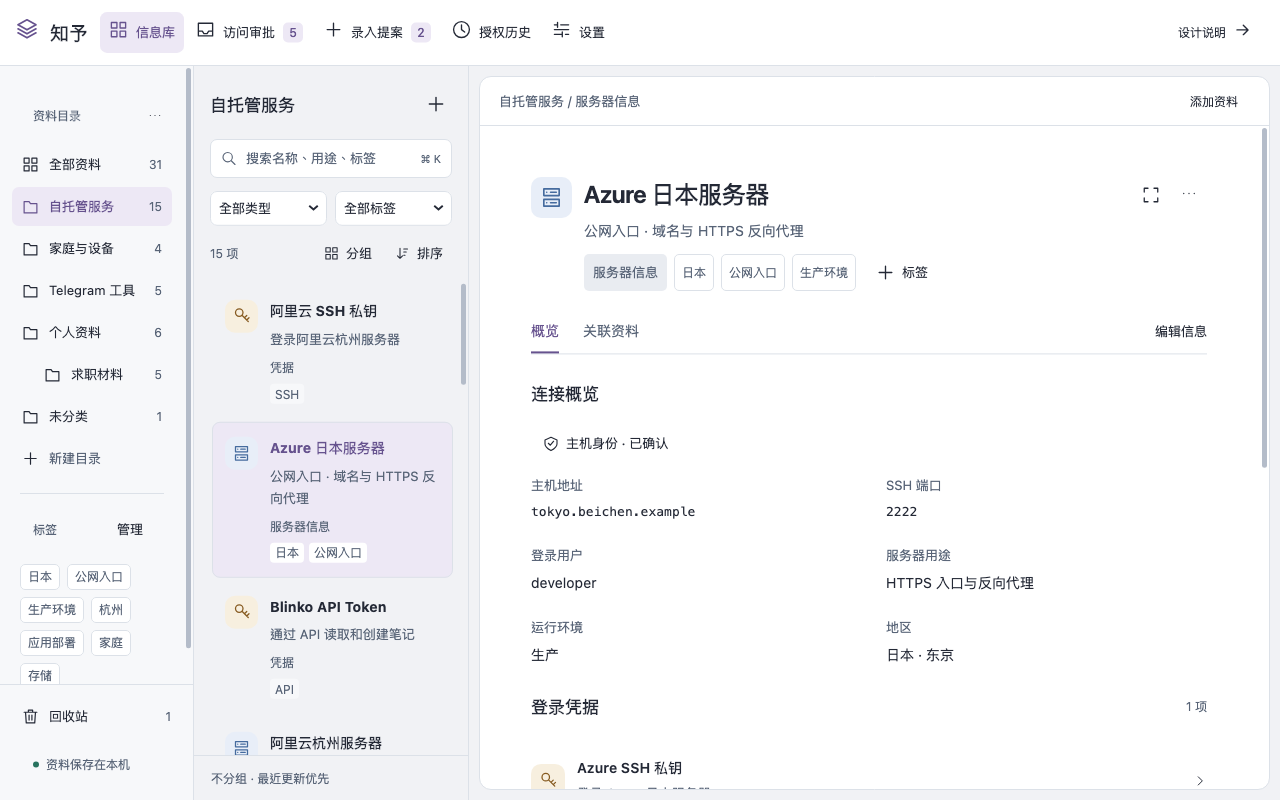 知予
信息库
访问审批 5
录入提案 2
授权历史
设置
设计说明
资料目录
全部资料 31
自托管服务 15
家庭与设备 4
Telegram 工具 5
个人资料 6
求职材料 5
未分类 1
新建目录
标签 管理
日本 公网入口
生产环境 杭州
应用部署 家庭
存储
回收站 1
资料保存在本机
自托管服务
搜索名称、用途、标签 ⌘ K
全部类型 全部标签
15 项 分组 排序
阿里云 SSH 私钥
登录阿里云杭州服务器
凭据
SSH
Azure 日本服务器
公网入口 · 域名与 HTTPS 反
向代理
服务器信息
日本 公网入口
Blinko API Token
通过 API 读取和创建笔记
凭据
API
阿里云杭州服务器
不分组 · 最近更新优先
自托管服务 / 服务器信息 添加资料
Azure 日本服务器
公网入口 · 域名与 HTTPS 反向代理
服务器信息 日本 公网入口 生产环境 标签
概览 关联资料 编辑信息
连接概览
主机身份 · 已确认
主机地址 SSH 端口
tokyo.beichen.example 2222
登录用户 服务器用途
developer HTTPS 入口与反向代理
运行环境 地区
生产 日本 · 东京
登录凭据 1 项
Azure SSH 私钥